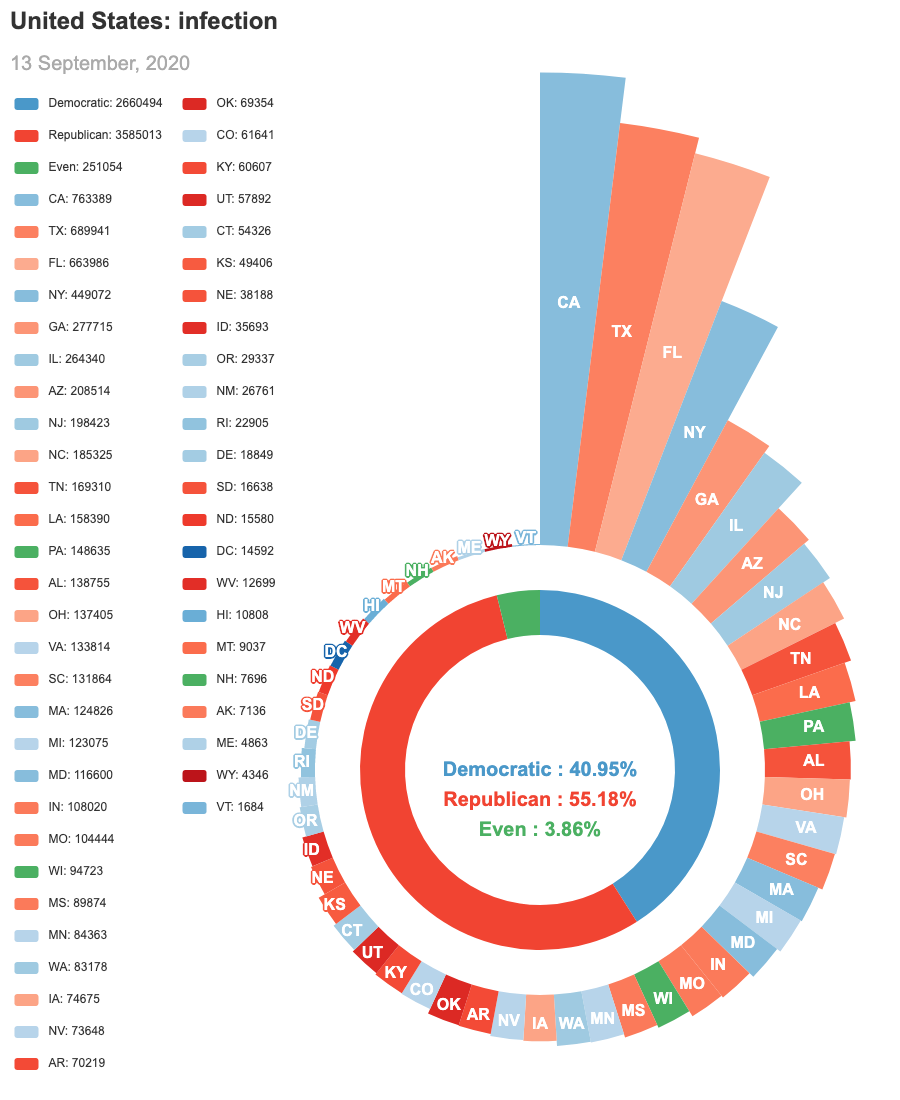 United States: infection
13 September, 2020
Democratic: 2660494
Republican: 3585013
Even: 251054
CA: 763389
TX: 689941
FL: 663986
NY: 449072
GA: 277715
IL: 264340
AZ: 208514
NJ: 198423
NC: 185325
TN: 169310
LA: 158390
PA: 148635
AL: 138755
OH: 137405
VA: 133814
SC: 131864
MA: 124826
MI: 123075
MD: 116600
IN: 108020
MO: 104444
WI: 94723
MS: 89874
MN: 84363
WA: 83178
IA: 74675
NV: 73648
AR: 70219
OK: 69354
CO: 61641
KY: 60607
UT: 57892
CT: 54326
KS: 49406
NE: 38188
ID: 35693
OR: 29337
NM: 26761
RI: 22905
DE: 18849
SD: 16638
ND: 15580
DC: 14592
WV: 12699
HI: 10808
MT: 9037
NH: 7696
AK: 7136
ME: 4863
WY: 4346
VT: 1684
CA
TX
FL
NY
GA
IL
AZ
NJ
NC
TN
LA
PA
AL
OH
VA
SC
MA
MI
MD
IN
MO
WI
MS
MN
WA
IA
NV
AR
OK
CO
KY
UT
CT
KS
NE
ID
OR
NM
RI
DE
SD
ND
DC
WV
HI
MT
NH
AK
ME
WY
VT
Democratic : 40.95%
Republican : 55.18%
Even : 3.86%